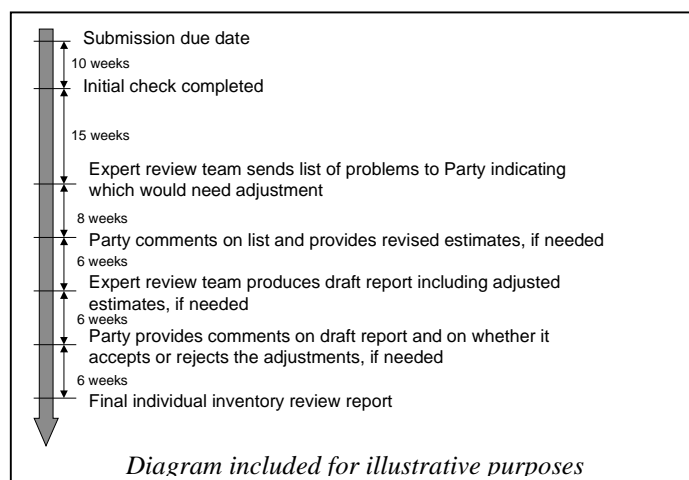 Submission due date
10 weeks
Initial check completed
15 weeks
Expert review team sends list of problems to Party indicating
which would need adjustment
8 weeks
Party comments on list and provides revised estimates, if needed
6 weeks
Expert review team produces draft report including adjusted
estimates, if needed
6 weeks
Party provides comments on draft report and on whether it
accepts or rejects the adjustments, if needed
6 weeks
Final individual inventory review report
Diagram included for illustrative purposes